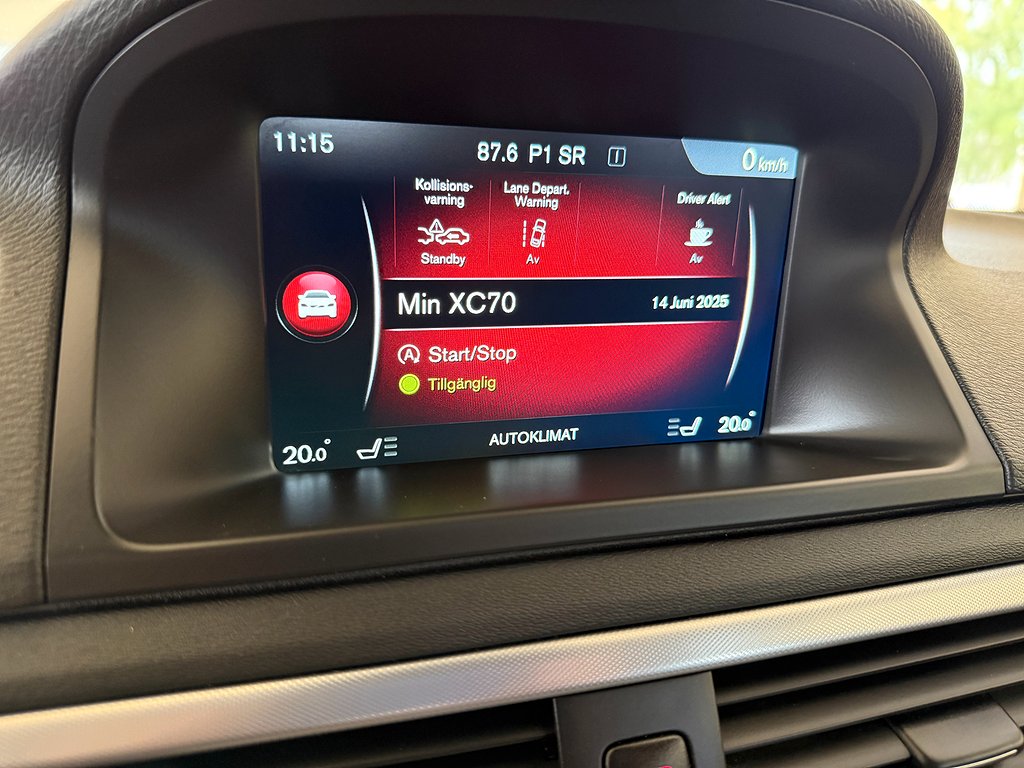 11:15
87.6 P1 SR
0 km/h
Kollisions-
varning
Standby
Lane Depart.
Warning
Av
Driver Alert
Av
Min XC70
14 Juni 2025
A Start/Stop
Tillgänglig
20.0°
AUTOKLIMAT
20.0°